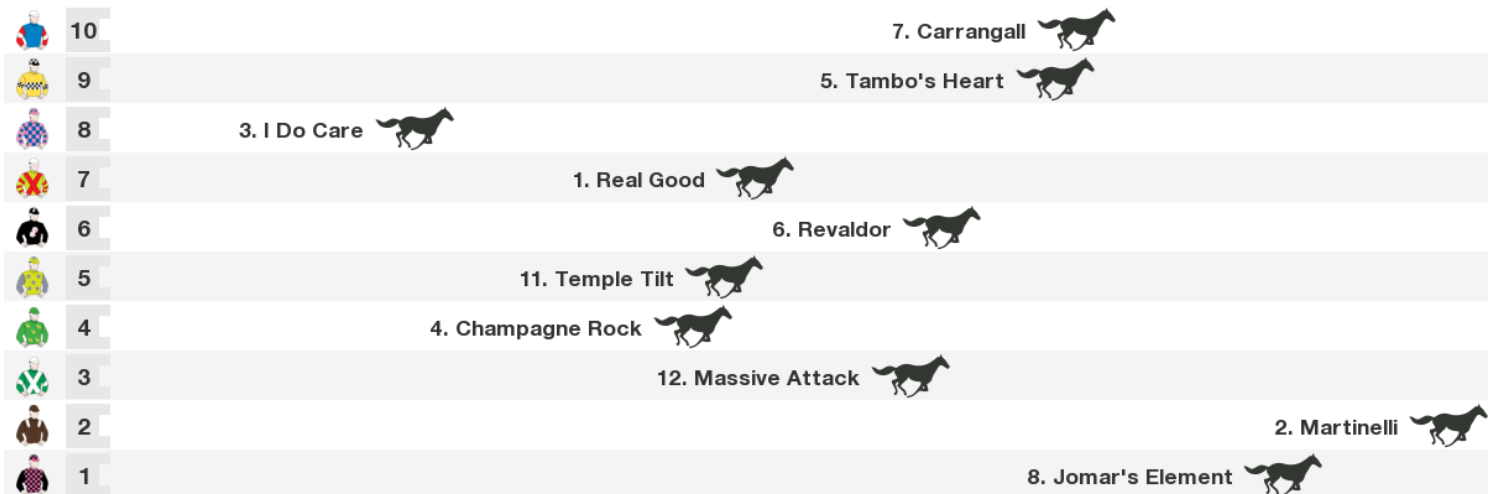 10 7. Carrangall
9 5. Tambo's Heart
8 3. I Do Care
7 1. Real Good
6 6. Revaldor
5 11. Temple Tilt
4 4. Champagne Rock
3 12. Massive Attack
2 2. Martinelli
1 8. Jomar's Element